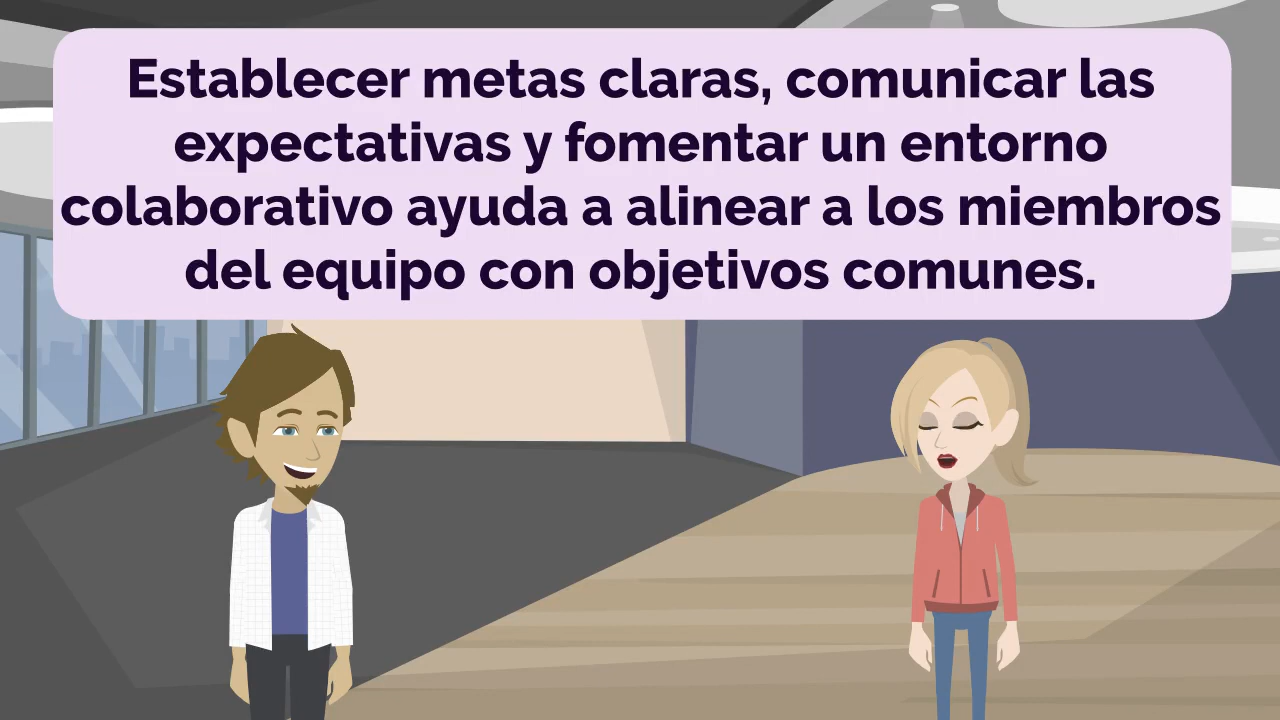 Establecer metas claras, comunicar las
expectativas y fomentar un entorno
colaborativo ayuda a alinear a los miembros
del equipo con objetivos comunes.